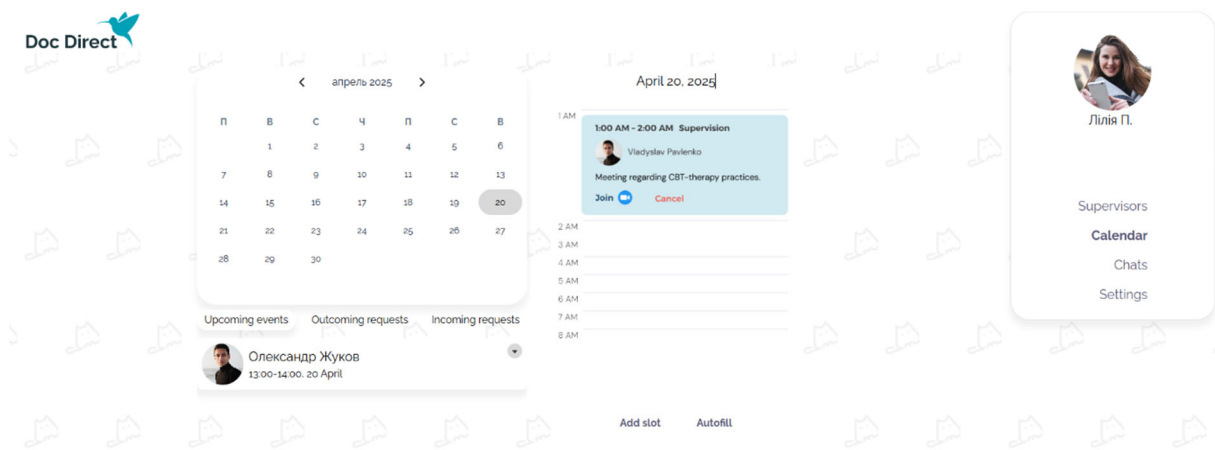 Doc Direct
апрель 2025
П В С Ч П С В
1 2 3 4 5 6
7 8 9 10 11 12 13
14 15 16 17 18 19 20
21 22 23 24 25 26 27
28 29 30
Upcoming events Outcoming requests Incoming requests
Олександр Жуков
13:00-14:00. 20 April
April 20, 2025
1 AM
1:00 AM - 2:00 AM Supervision
Vladyslav Pavlenko
Meeting regarding CBT-therapy practices.
Join Cancel
2 AM
3 AM
4 AM
5 AM
6 AM
7 AM
8 AM
Add slot Autofill
Лілія П.
Supervisors
Calendar
Chats
Settings